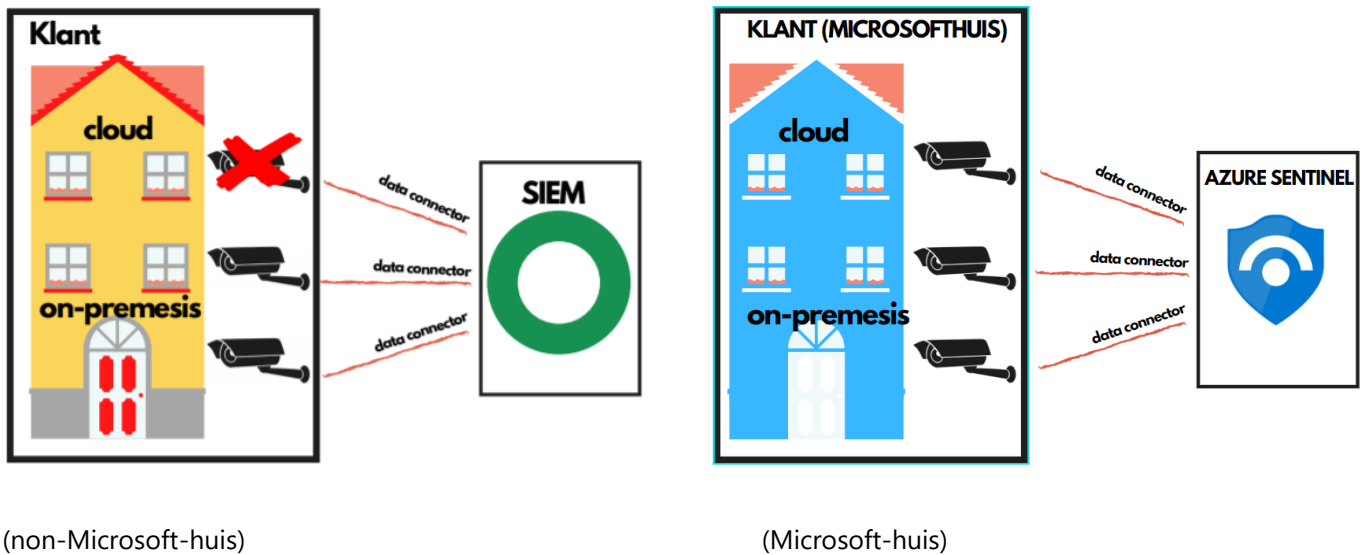 Klant
cloud
on-premesis
data connector
data connector
data connector
SIEM
KLANT (MICROSOFTHUIS)
cloud
on-premesis
data connector
data connector
data connector
AZURE SENTINEL
(non-Microsoft-huis)
(Microsoft-huis)